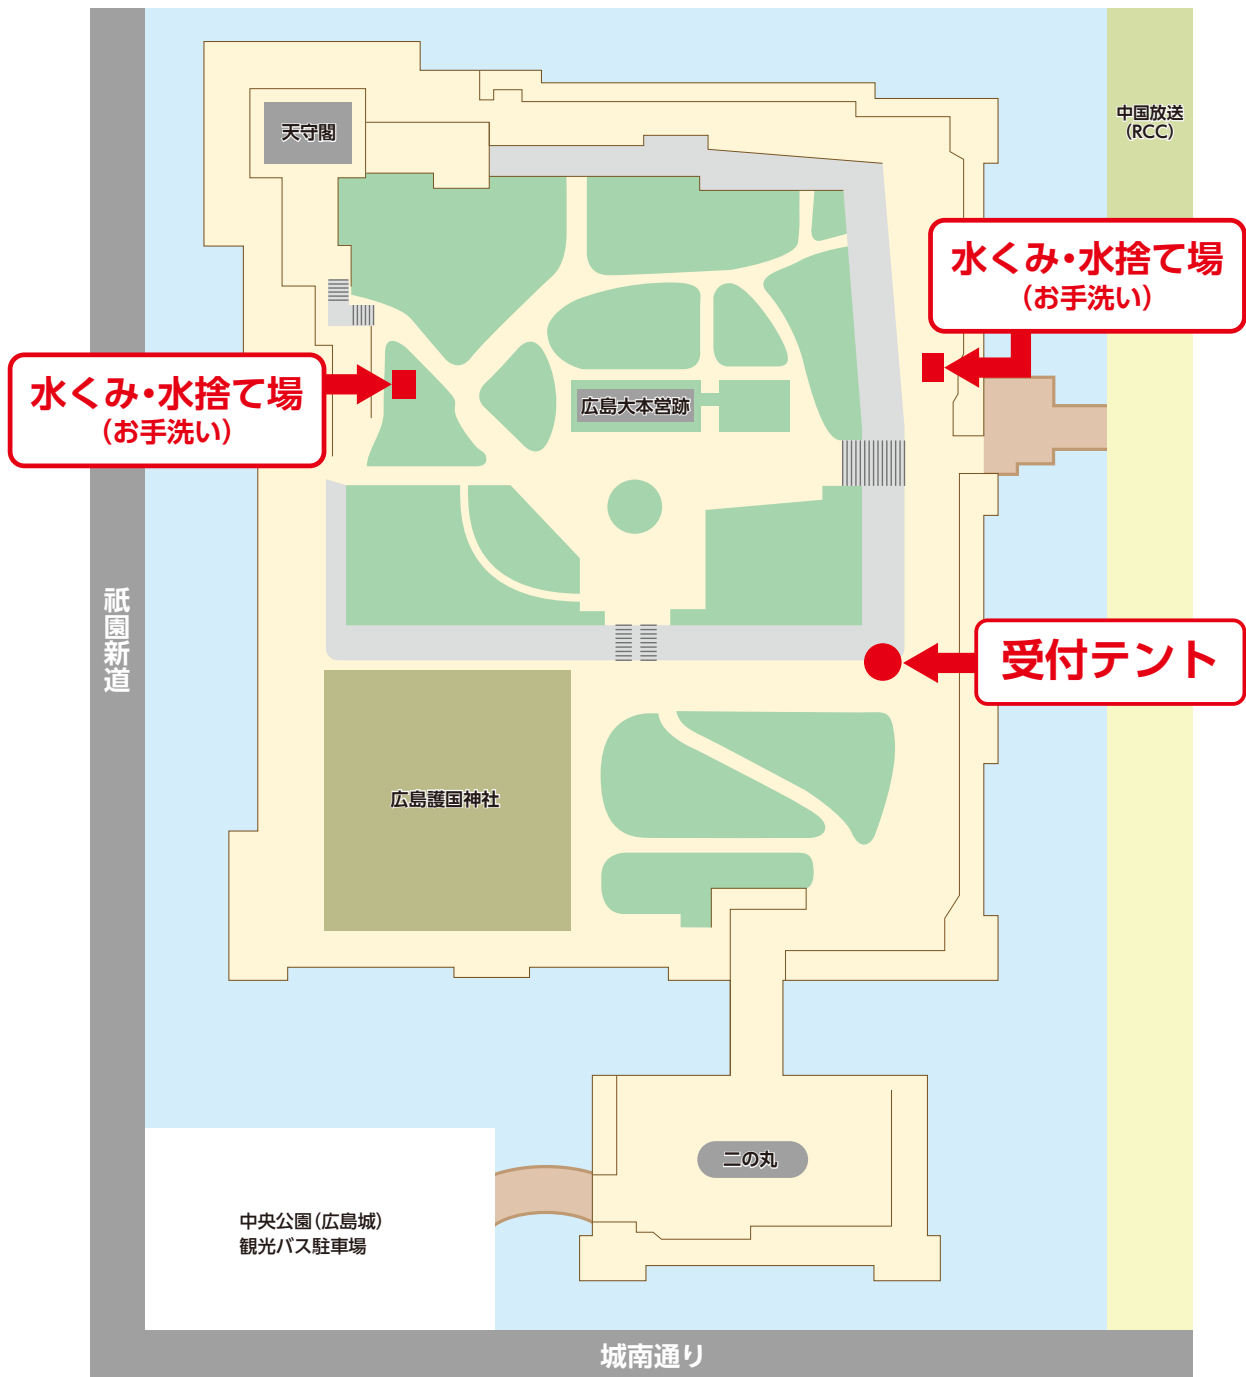 天守閣
中国放送
(RCC)
水くみ・水捨て場
(お手洗い)
水くみ・水捨て場
(お手洗い)
広島大本営跡
祇園新道
受付テント
広島護国神社
二の丸
中央公園(広島城)
観光バス駐車場
城南通り